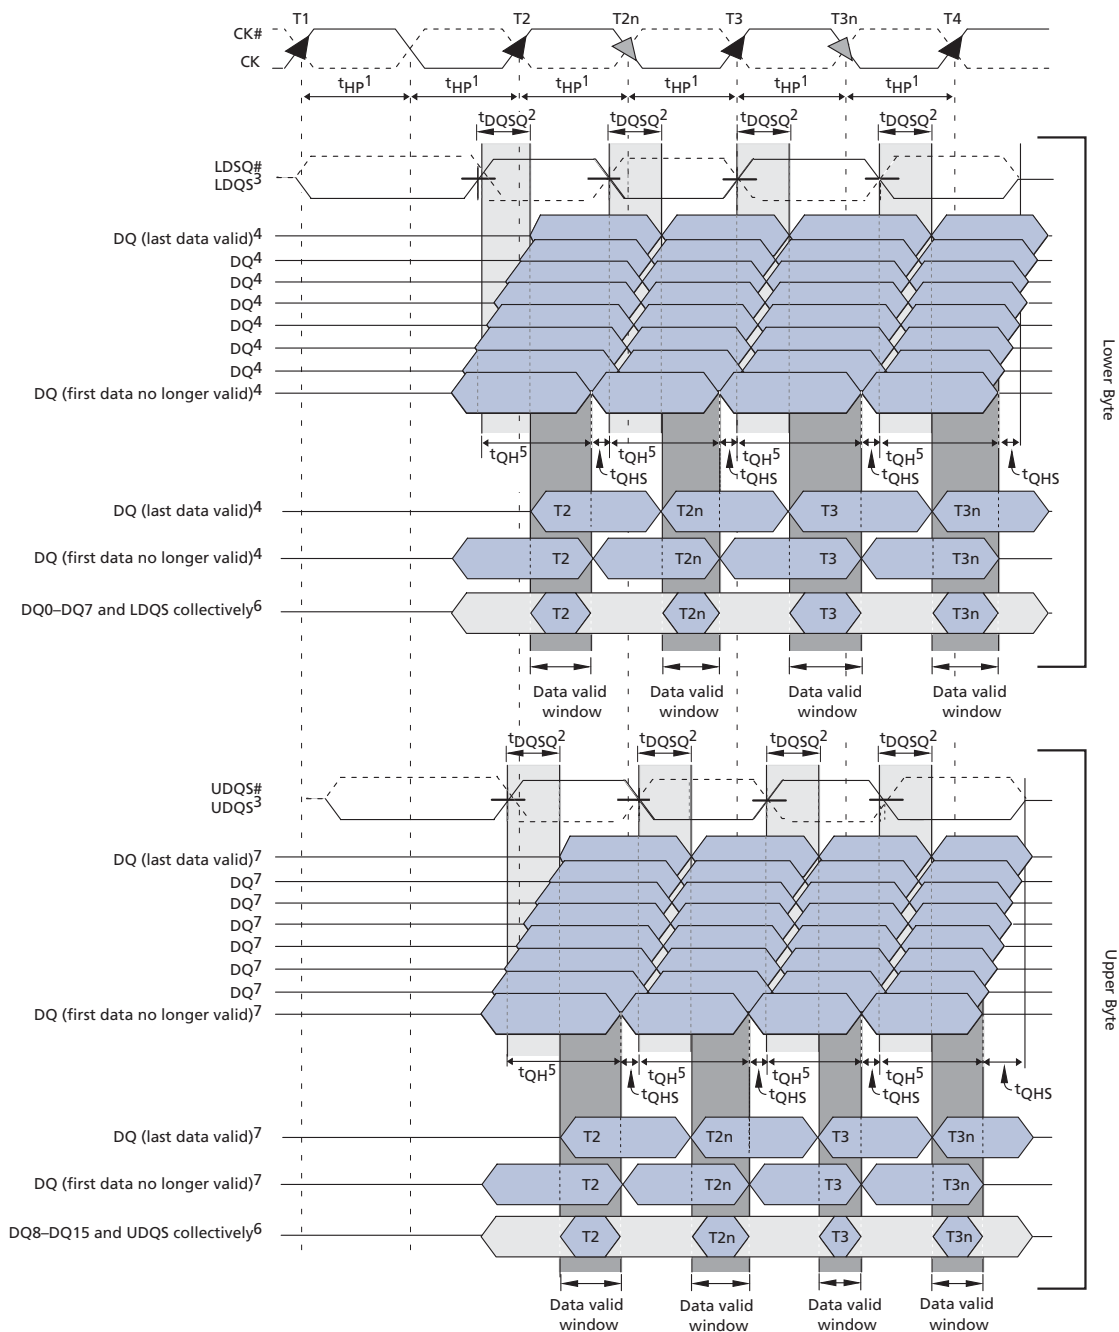 T1 T2 T2n T3 T3n T4
CK#
CK
tHP1 tHP1 tHP1 tHP1 tHP1 tHP1
tDQSQ2 tDQSQ2 tDQSQ2 tDQSQ2
LDSQ#
LDQS3
DQ (last data valid)4
DQ4
DQ4
DQ4
DQ4
DQ4
DQ4
DQ (first data no longer valid)4
tQH5 tQH5 tQH5 tQH5
tQHS tQHS tQHS tQHS
DQ (last data valid)4 T2 T2n T3 T3n
DQ (first data no longer valid)4 T2 T2n T3 T3n
DQ0–DQ7 and LDQS collectively6 T2 T2n T3 T3n
Data valid window Data valid window Data valid window Data valid window
Lower Byte
tDQSQ2 tDQSQ2 tDQSQ2 tDQSQ2
UDQS#
UDQS3
DQ (last data valid)7
DQ7
DQ7
DQ7
DQ7
DQ7
DQ7
DQ (first data no longer valid)7
tQH5 tQH5 tQH5 tQH5
tQHS tQHS tQHS tQHS
DQ (last data valid)7 T2 T2n T3 T3n
DQ (first data no longer valid)7 T2 T2n T3 T3n
DQ8–DQ15 and UDQS collectively6 T2 T2n T3 T3n
Data valid window Data valid window Data valid window Data valid window
Upper Byte